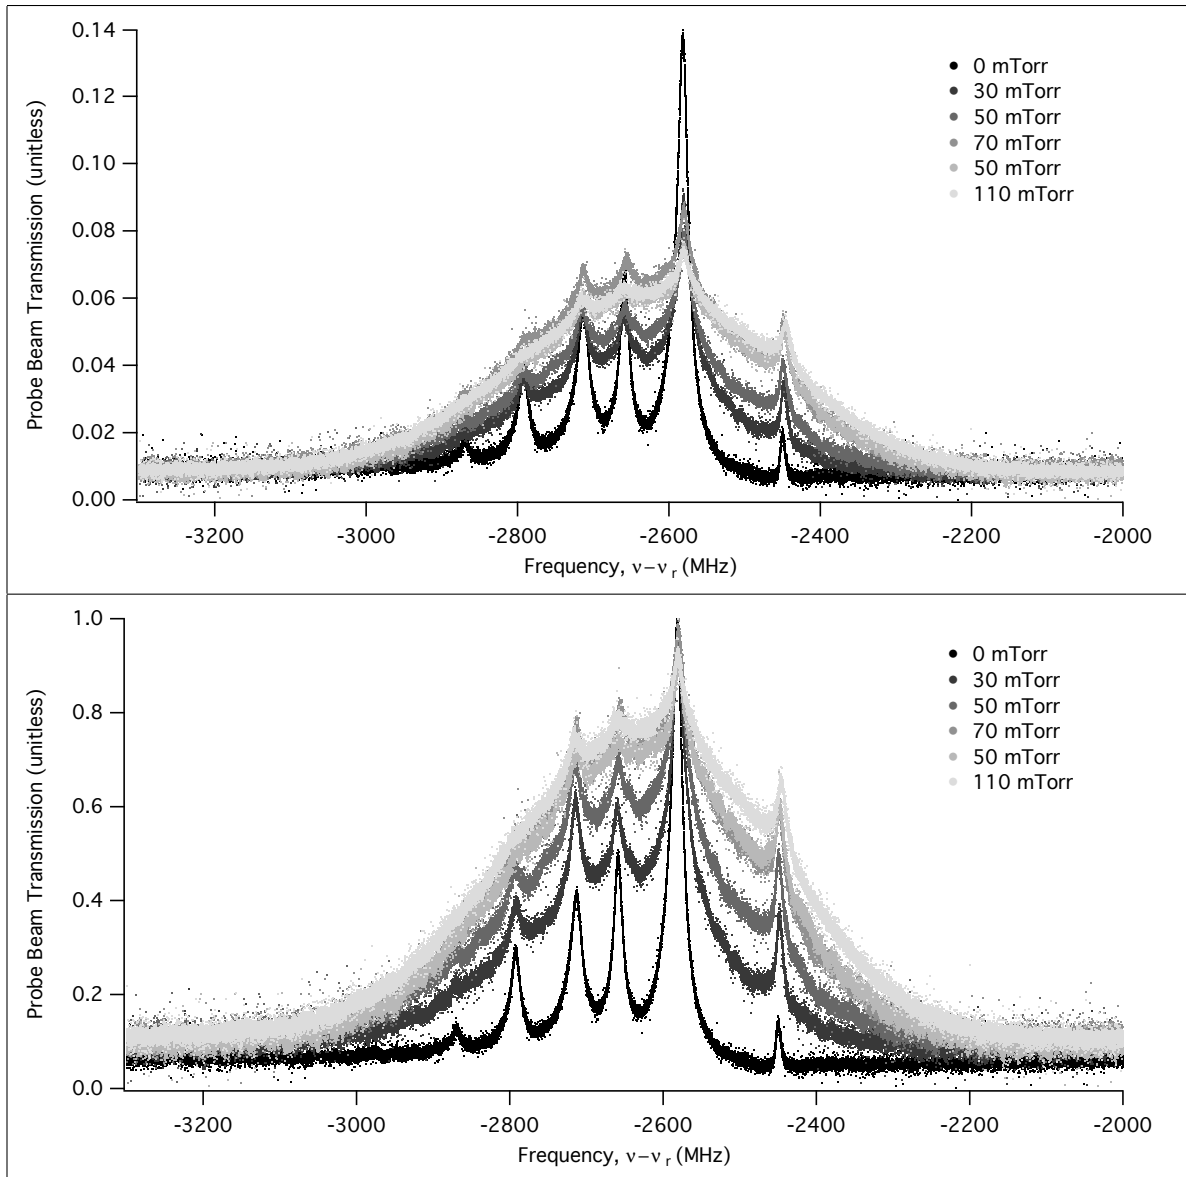 0.14
0.12
0.10
0.08
0.06
0.04
0.02
0.00
Probe Beam Transmission (unitless)
0 mTorr
30 mTorr
50 mTorr
70 mTorr
50 mTorr
110 mTorr
-3200 -3000 -2800 -2600 -2400 -2200 -2000
Frequency, ν−ν r (MHz)
1.0
0.8
0.6
0.4
0.2
0.0
Probe Beam Transmission (unitless)
0 mTorr
30 mTorr
50 mTorr
70 mTorr
50 mTorr
110 mTorr
-3200 -3000 -2800 -2600 -2400 -2200 -2000
Frequency, ν−ν r (MHz)